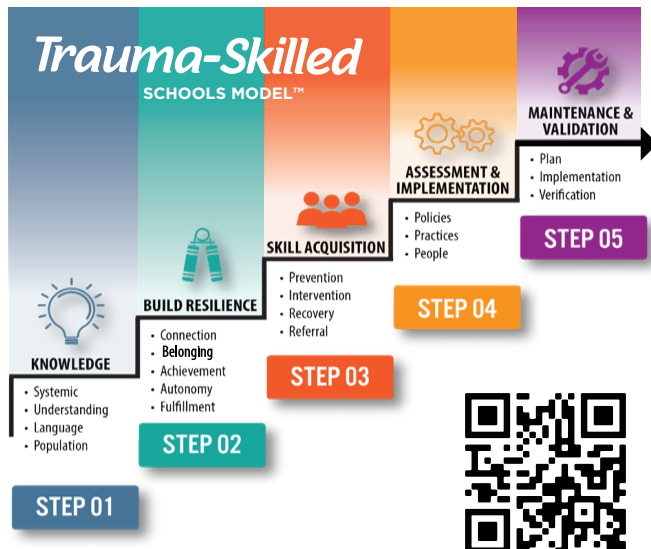 Trauma-Skilled
SCHOOLS MODEL™
KNOWLEDGE
• Systemic
• Understanding
• Language
• Population
STEP 01
BUILD RESILIENCE
• Connection
• Belonging
• Achievement
• Autonomy
• Fulfillment
STEP 02
SKILL ACQUISITION
• Prevention
• Intervention
• Recovery
• Referral
STEP 03
ASSESSMENT &
IMPLEMENTATION
• Policies
• Practices
• People
STEP 04
MAINTENANCE &
VALIDATION
• Plan
• Implementation
• Verification
STEP 05